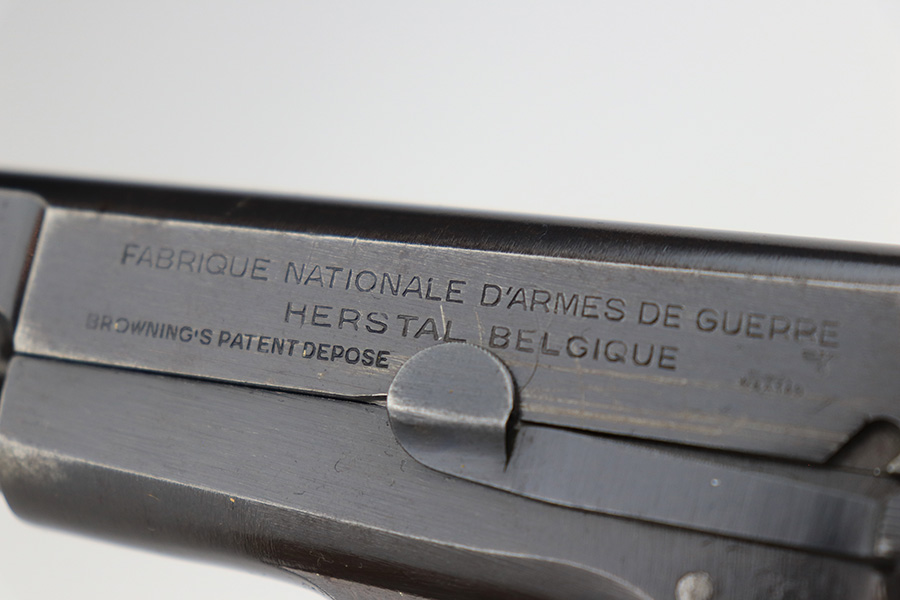 FABRIQUE NATIONALE D'ARMES DE GUERRE
HERSTAL BELGIQUE
BROWNING'S PATENT DEPOSE